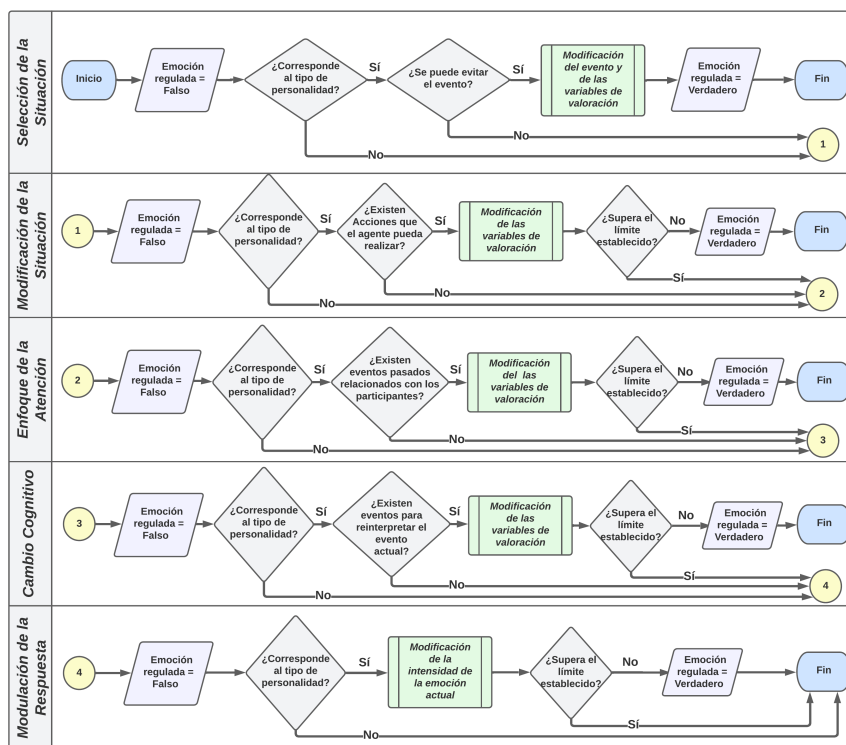 Selección de la
Situación
Inicio
Emoción
regulada =
Falso
¿Corresponde
al tipo de
personalidad?
Sí
¿Se puede evitar
el evento?
Sí
Modificación
del evento y
de las
variables de
valoración
Emoción
regulada =
Verdadero
Fin
No
No
1
Modificación de la
Situación
1
Emoción
regulada =
Falso
¿Corresponde
al tipo de
personalidad?
Sí
¿Existen
Acciones que
el agente pueda
realizar?
Sí
Modificación
de las
variables de
valoración
¿Supera el
límite
establecido?
No
Emoción
regulada =
Verdadero
Fin
Sí
No
No
2
Enfoque de la
Atención
2
Emoción
regulada =
Falso
¿Corresponde
al tipo de
personalidad?
Sí
¿Existen
eventos pasados
relacionados con los
participantes?
Sí
Modificación
del las
variables de
valoración
¿Supera el
límite
establecido?
No
Emoción
regulada =
Verdadero
Fin
Sí
No
No
3
Cambio Cognitivo
3
Emoción
regulada =
Falso
¿Corresponde
al tipo de
personalidad?
Sí
¿Existen
eventos para
reinterpretar el
evento
actual?
Sí
Modificación
de las
variables de
valoración
¿Supera el
límite
establecido?
No
Emoción
regulada =
Verdadero
Fin
Sí
No
No
4
Modulación de la
Respuesta
4
Emoción
regulada =
Falso
¿Corresponde
al tipo de
personalidad?
Sí
Modificación
de la
intensidad de
la emoción
actual
¿Supera el
límite
establecido?
No
Emoción
regulada =
Verdadero
Fin
Sí
No